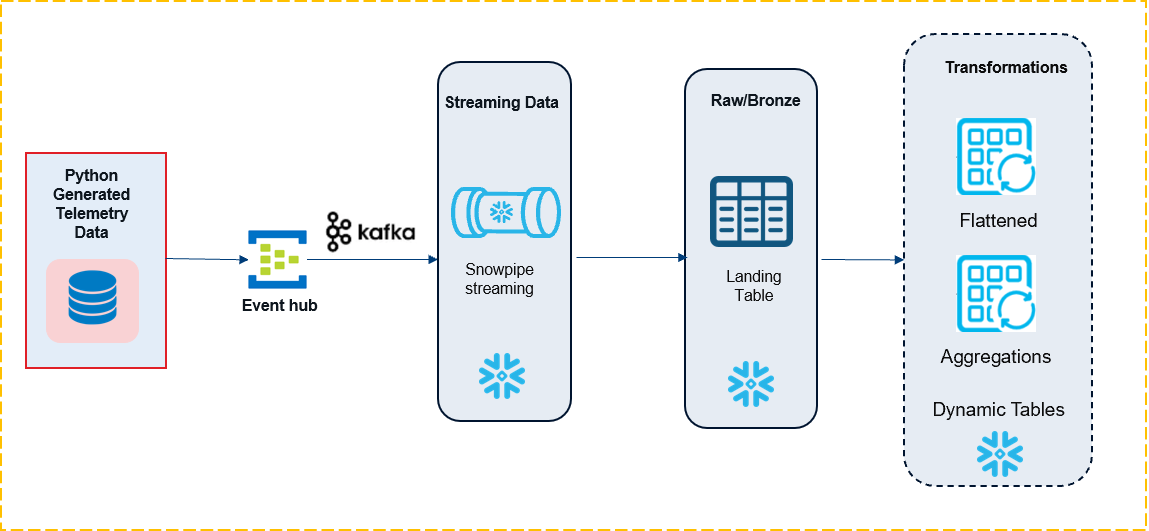 Python
Generated
Telemetry
Data
Event hub
kafka
Streaming Data
Snowpipe
streaming
Raw/Bronze
Landing
Table
Transformations
Flattened
Aggregations
Dynamic Tables